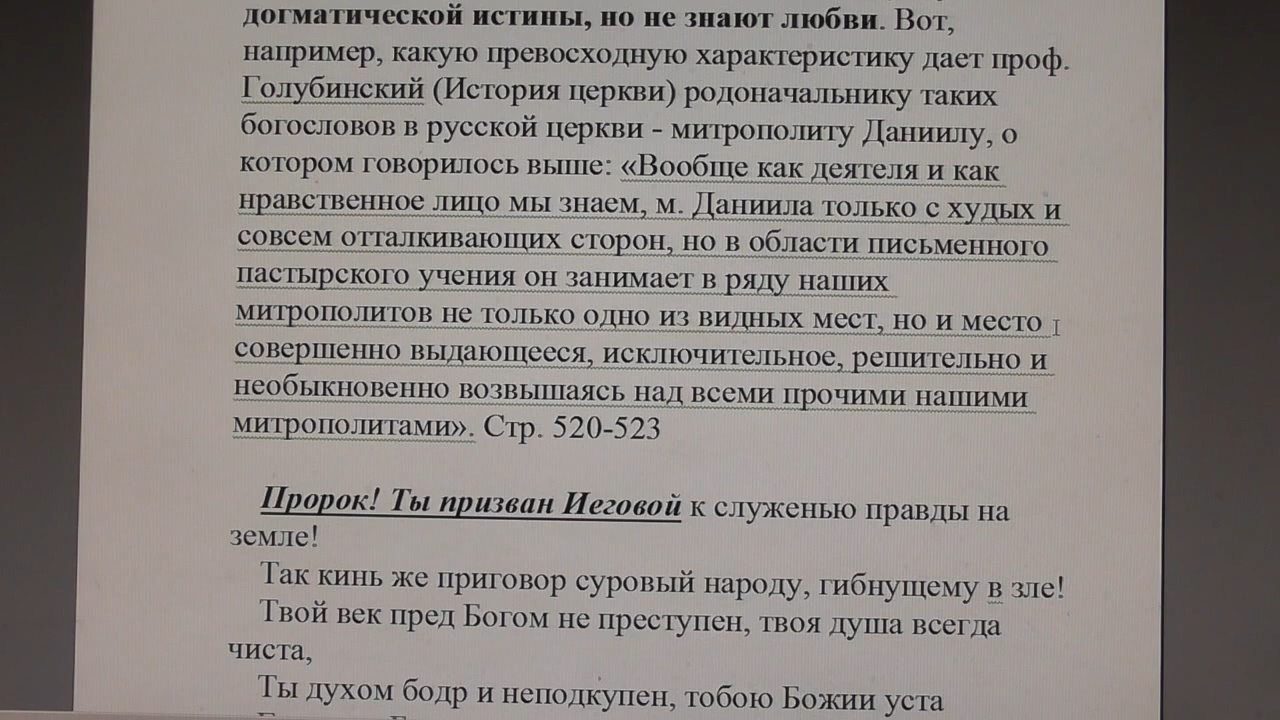 догматической истины, но не знают любви. Вот,
например, какую превосходную характеристику дает проф.
Голубинский (История церкви) родоначальнику таких
богословов в русской церкви - митрополиту Даниилу, о
котором говорилось выше: «Вообще как деятеля и как
нравственное лицо мы знаем, м. Даниила только с худых и
совсем отталкивающих сторон, но в области письменного
пастырского учения он занимает в ряду наших
митрополитов не только одно из видных мест, но и место
совершенно выдающееся, исключительное, решительно и
необыкновенно возвышаясь над всеми прочими нашими
митрополитами». Стр. 520-523
Пророк! Ты призван Иеговой к служенью правды на
земле!
Так кинь же приговор суровый народу, гибнущему в зле!
Твой век пред Богом не преступен, твоя душа всегда
чиста,
Ты духом бодр и неподкупен, тобою Божии уста